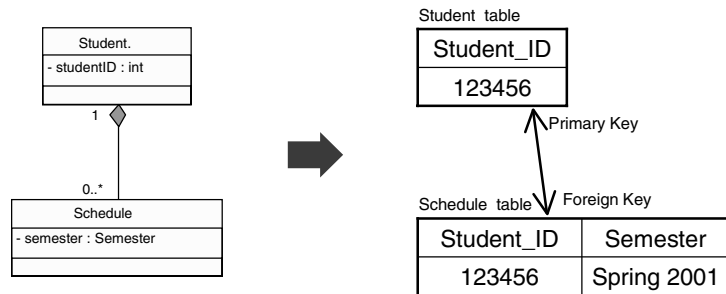 Student.
- studentID : int
1
0..*
Schedule
- semester : Semester
Student table
Student_ID
123456
Primary Key
Foreign Key
Schedule table
Student_ID Semester
123456 Spring 2001